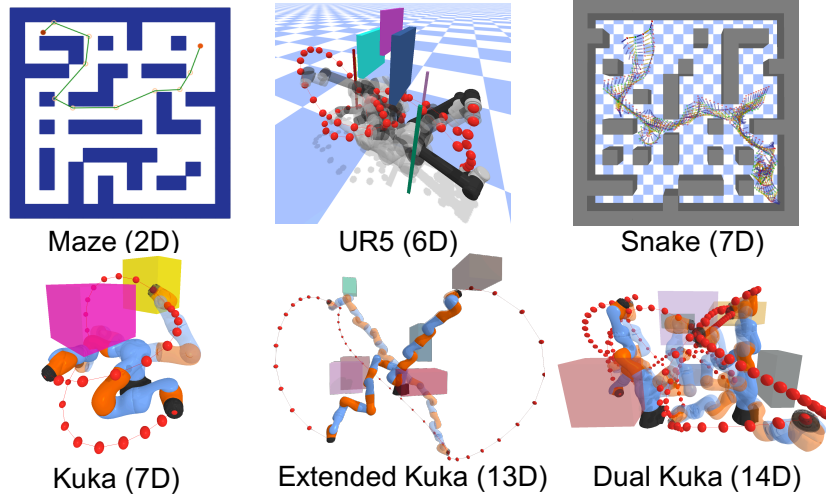 Maze (2D)
UR5 (6D)
Snake (7D)
Kuka (7D)
Extended Kuka (13D)
Dual Kuka (14D)